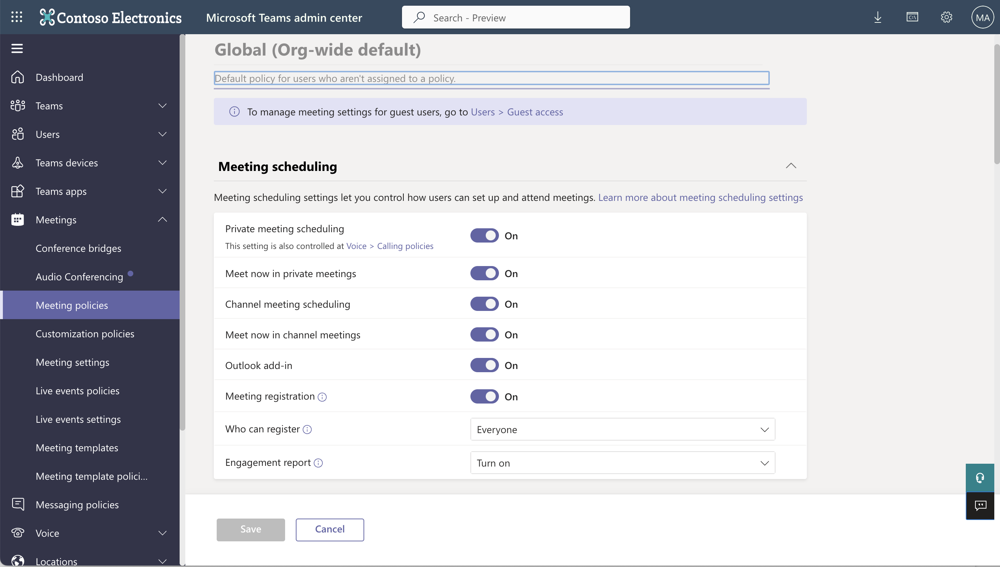 Contoso Electronics
Microsoft Teams admin center
Search - Preview
C:\
MA
Dashboard
Teams
Users
Teams devices
Teams apps
Meetings
Conference bridges
Audio Conferencing
Meeting policies
Customization policies
Meeting settings
Live events policies
Live events settings
Meeting templates
Meeting template polici...
Messaging policies
Voice
Locations
Global (Org-wide default)
Default policy for users who aren't assigned to a policy.
To manage meeting settings for guest users, go to Users > Guest access
Meeting scheduling
Meeting scheduling settings let you control how users can set up and attend meetings. Learn more about meeting scheduling settings
Private meeting scheduling
On
This setting is also controlled at Voice > Calling policies
Meet now in private meetings
On
Channel meeting scheduling
On
Meet now in channel meetings
On
Outlook add-in
On
Meeting registration
On
Who can register
Everyone
Engagement report
Turn on
Save
Cancel